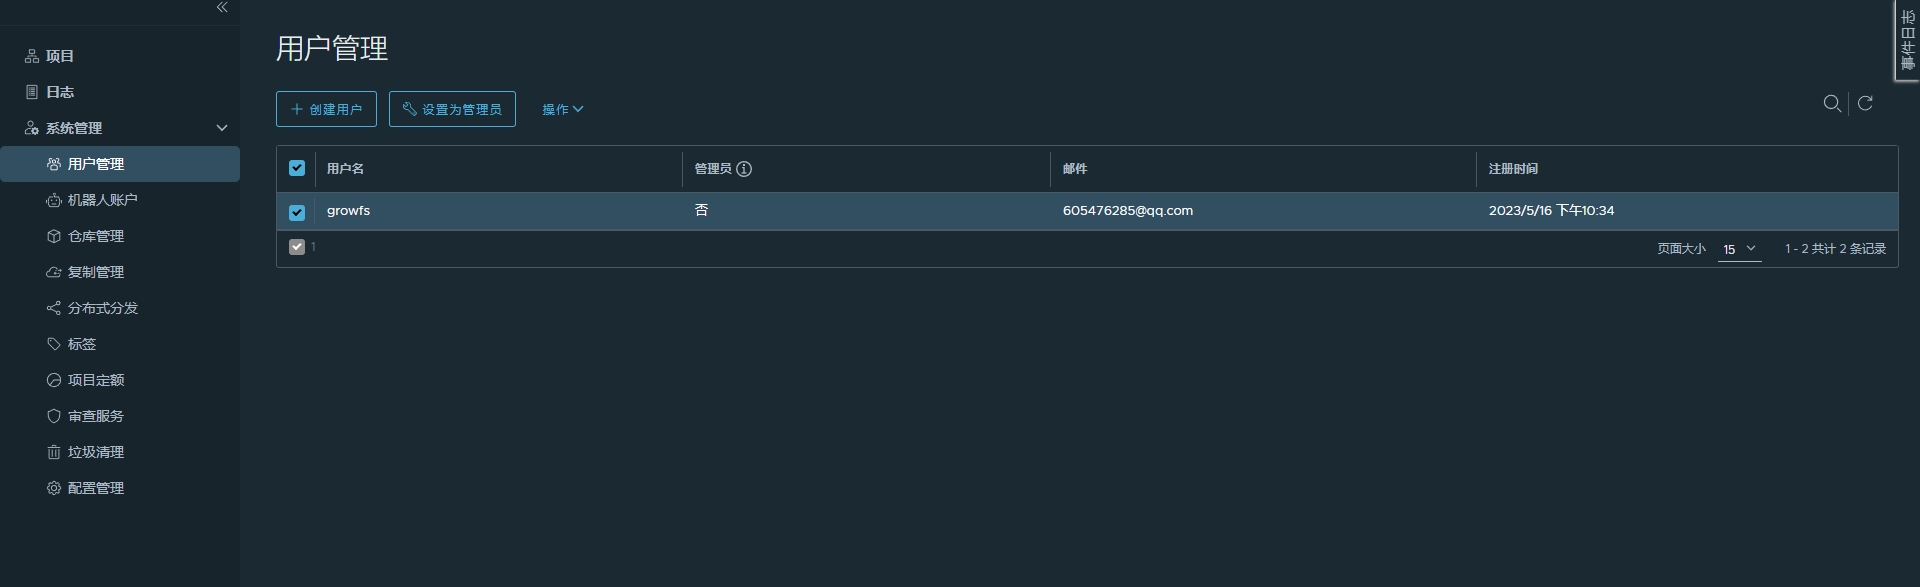 项目
日志
系统管理
用户管理
机器人账户
仓库管理
复制管理
分布式分发
标签
项目定额
审查服务
垃圾清理
配置管理
用户管理
创建用户 设置为管理员 操作
用户名 管理员 邮件 注册时间
growfs 否 605476285@qq.com 2023/5/16 下午10:34
1 页面大小 15 1 - 2 共计 2 条记录
事件日志